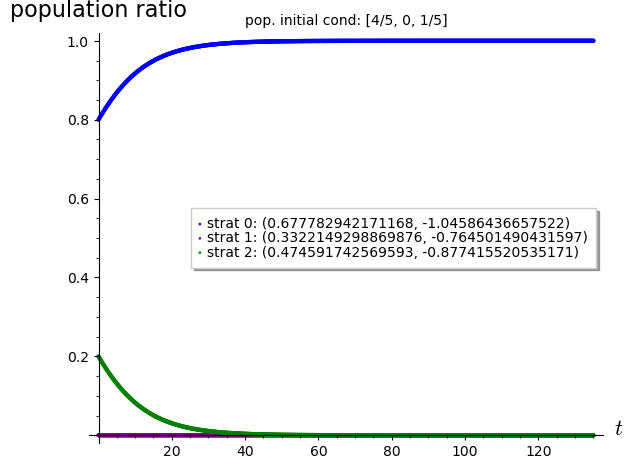 population ratio
pop. initial cond: [4/5, 0, 1/5]
1.0
0.8
0.6
strat 0: (0.677782942171168, -1.04586436657522)
strat 1: (0.3322149298869876, -0.764501490431597)
strat 2: (0.474591742569593, -0.877415520535171)
0.4
0.2
t
20 40 60 80 100 120